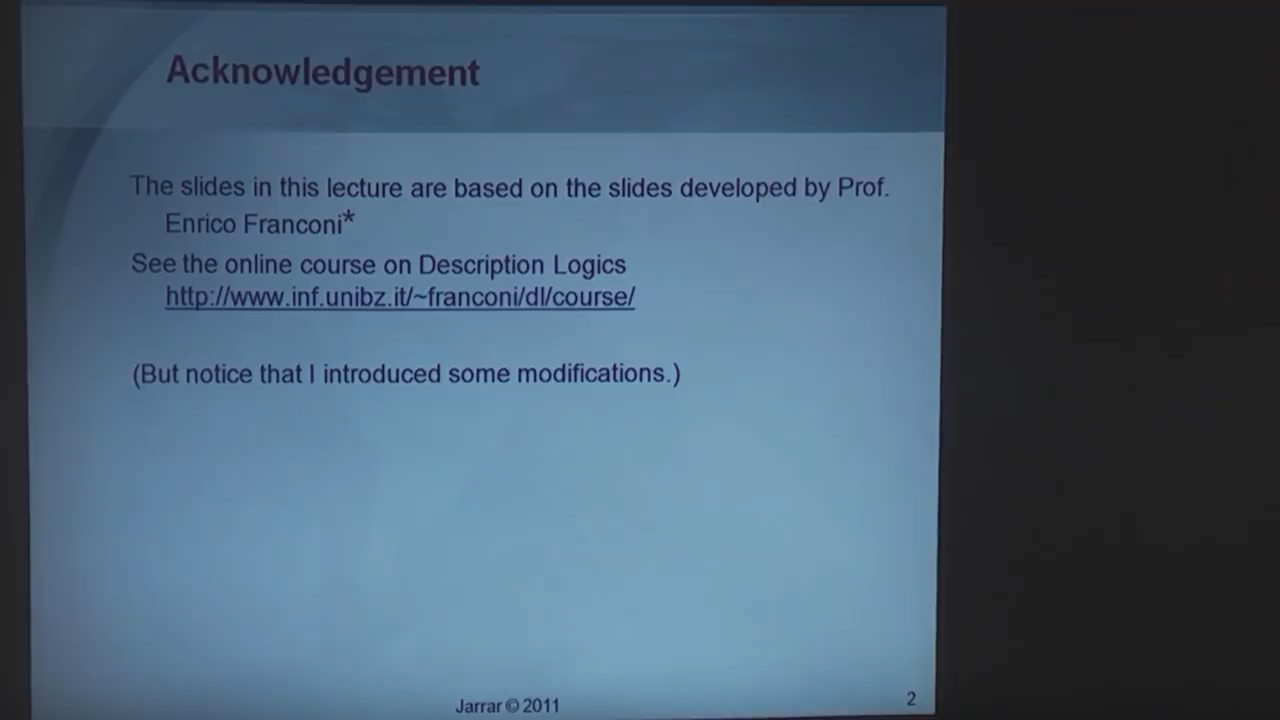 Acknowledgement
The slides in this lecture are based on the slides developed by Prof.
Enrico Franconi*
See the online course on Description Logics
http://www.inf.unibz.it/~franconi/dl/course/
(But notice that I introduced some modifications.)
Jarrar © 2011
2